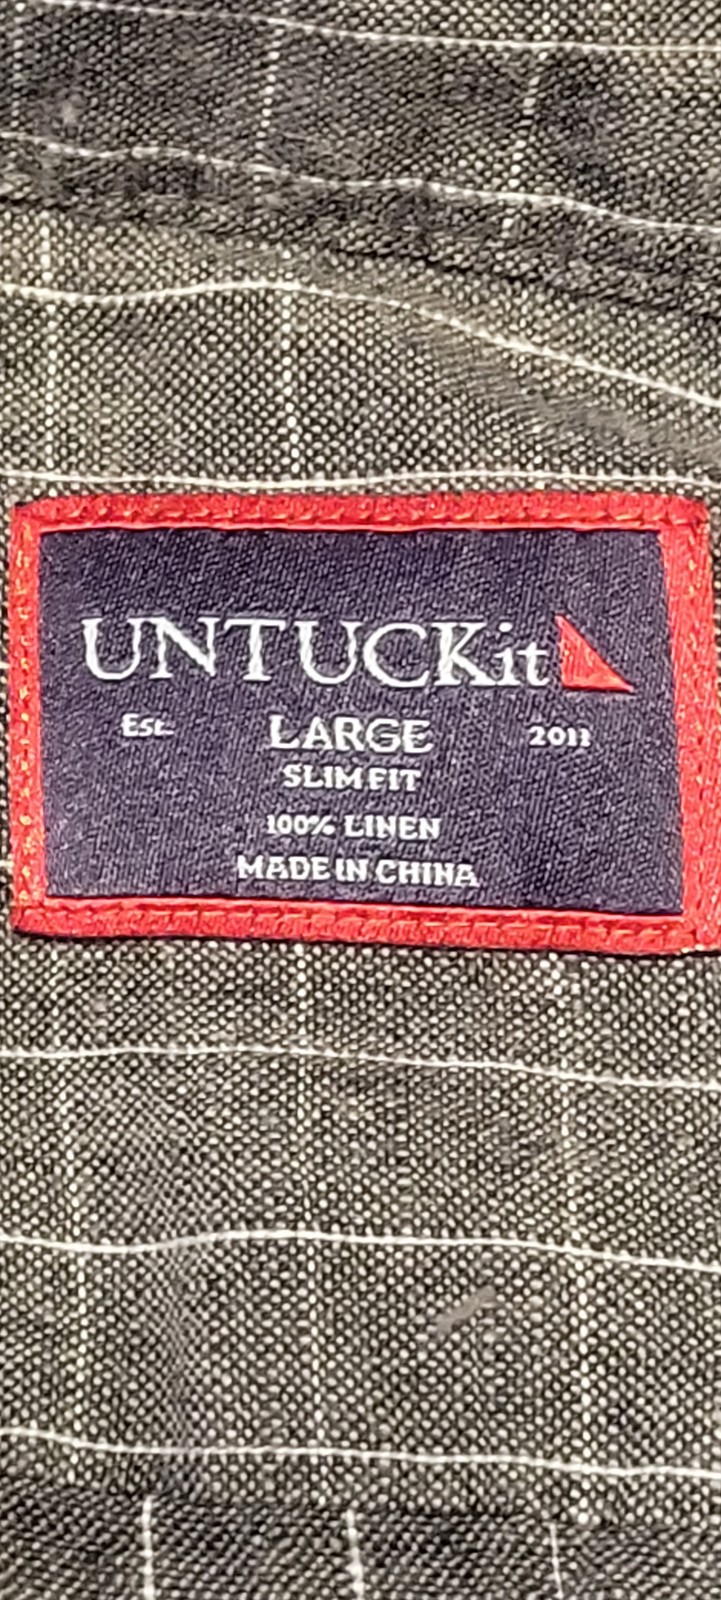 UNTUCKit
Est. LARGE 2011
SLIM FIT
100% LINEN
MADE IN CHINA